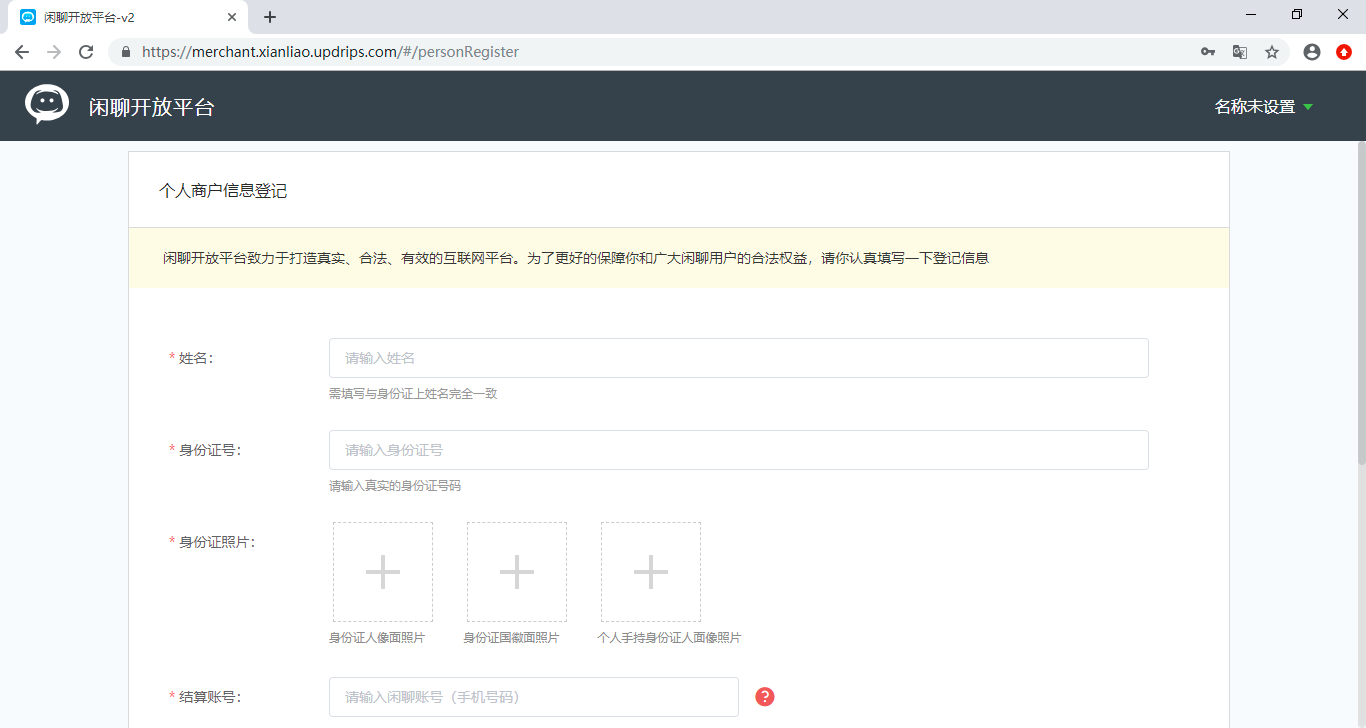 闲聊开放平台-v2
https://merchant.xianliao.updrips.com/#/personRegister
闲聊开放平台
名称未设置
个人商户信息登记
闲聊开放平台致力于打造真实、合法、有效的互联网平台。为了更好的保障你和广大闲聊用户的合法权益，请你认真填写一下登记信息
* 姓名：
请输入姓名
需填写与身份证上姓名完全一致
* 身份证号：
请输入身份证号
请输入真实的身份证号码
* 身份证照片：
身份证人像面照片
身份证国徽面照片
个人手持身份证人面像照片
* 结算账号：
请输入闲聊账号（手机号码）
?